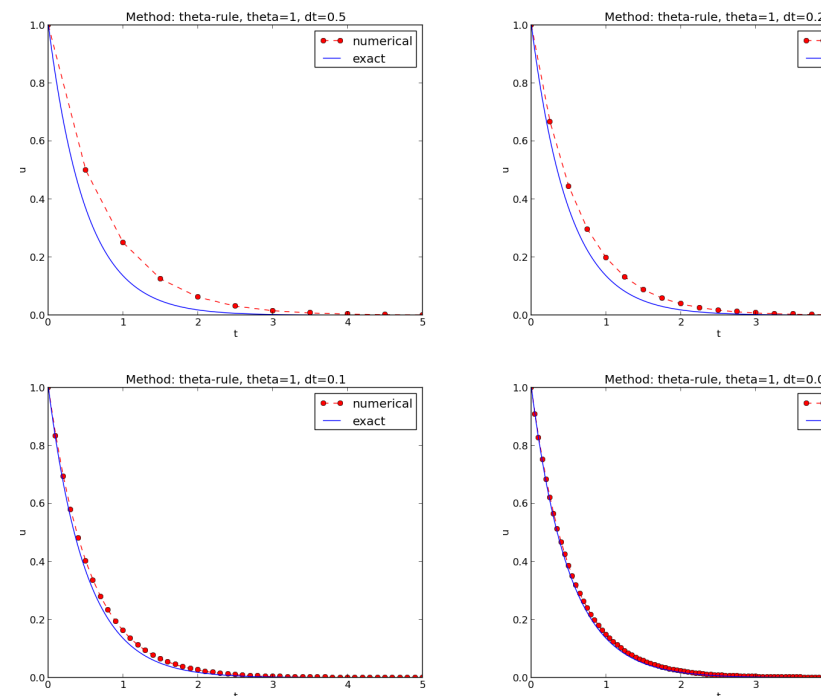 Method: theta-rule, theta=1, dt=0.5
numerical
exact
1.0
0.8
0.6
0.4
0.2
0.0
u
0 1 2 3 4 5
t
Method: theta-rule, theta=1, dt=0.2
1.0
0.8
0.6
0.4
0.2
0.0
u
0 1 2 3
t
Method: theta-rule, theta=1, dt=0.1
numerical
exact
1.0
0.8
0.6
0.4
0.2
0.0
u
0 1 2 3 4 5
t
Method: theta-rule, theta=1, dt=0.0
1.0
0.8
0.6
0.4
0.2
0.0
u
0 1 2 3
t